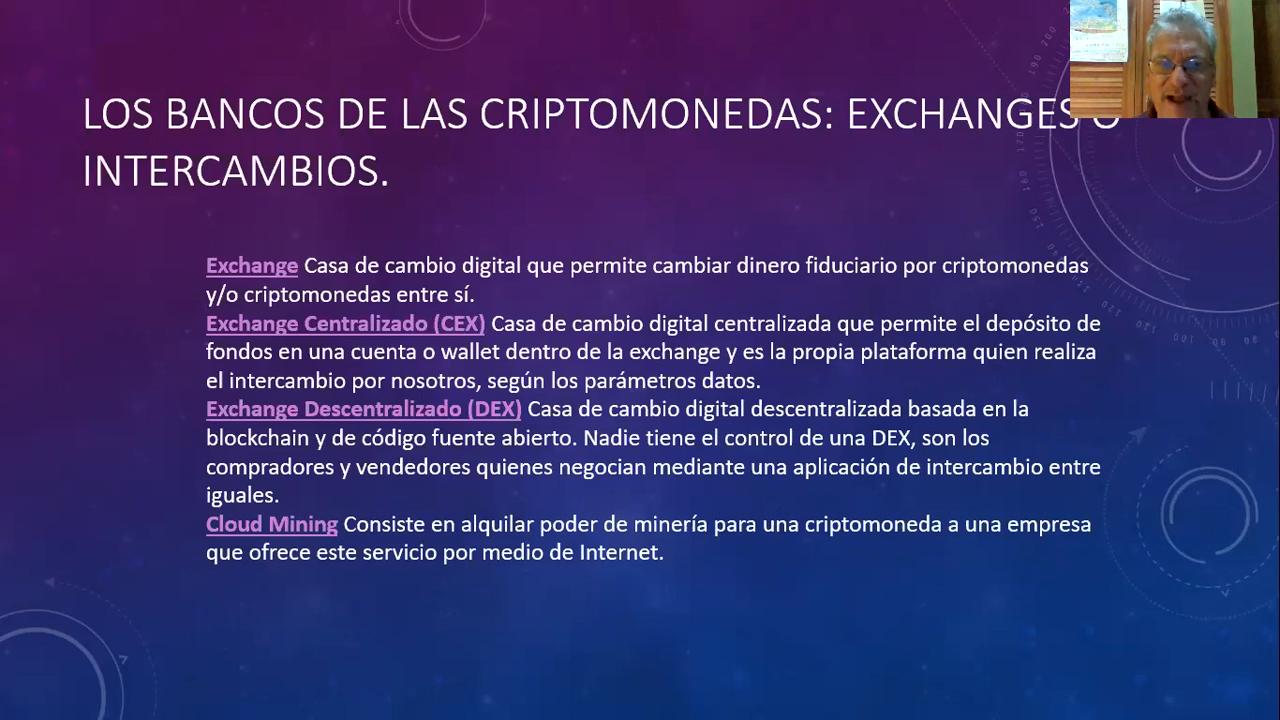 LOS BANCOS DE LAS CRIPTOMONEDAS: EXCHANGES O
INTERCAMBIOS.
Exchange Casa de cambio digital que permite cambiar dinero fiduciario por criptomonedas
y/o criptomonedas entre sí.
Exchange Centralizado (CEX) Casa de cambio digital centralizada que permite el depósito de
fondos en una cuenta o wallet dentro de la exchange y es la propia plataforma quien realiza
el intercambio por nosotros, según los parámetros datos.
Exchange Descentralizado (DEX) Casa de cambio digital descentralizada basada en la
blockchain y de código fuente abierto. Nadie tiene el control de una DEX, son los
compradores y vendedores quienes negocian mediante una aplicación de intercambio entre
iguales.
Cloud Mining Consiste en alquilar poder de minería para una criptomoneda a una empresa
que ofrece este servicio por medio de Internet.